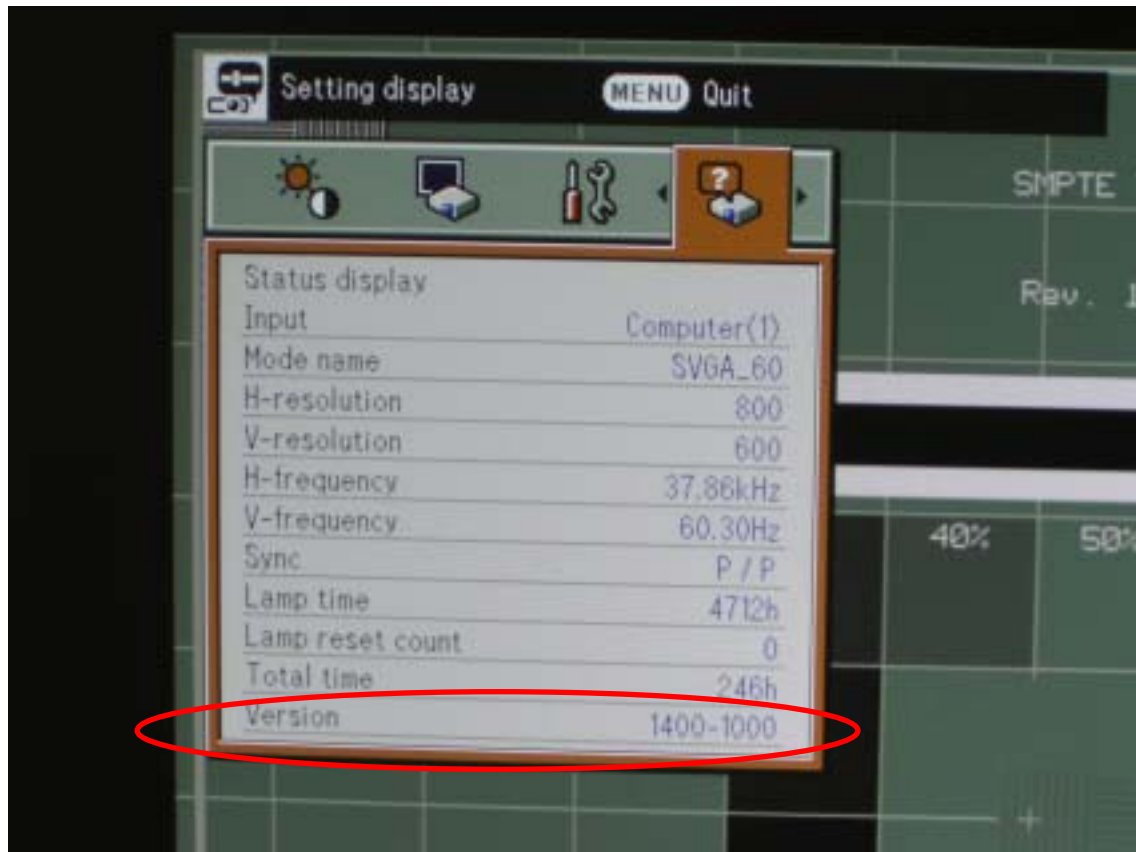 Setting display MENU Quit
SMPTE
?
Status display
Rev. 1
Input Computer(1)
Mode name SVGA_60
H-resolution 800
V-resolution 600
H-frequency 37.86kHz
V-frequency 60.30Hz
40% 50%
Sync P / P
Lamp time 4712h
Lamp reset count 0
Total time 246h
Version 1400-1000